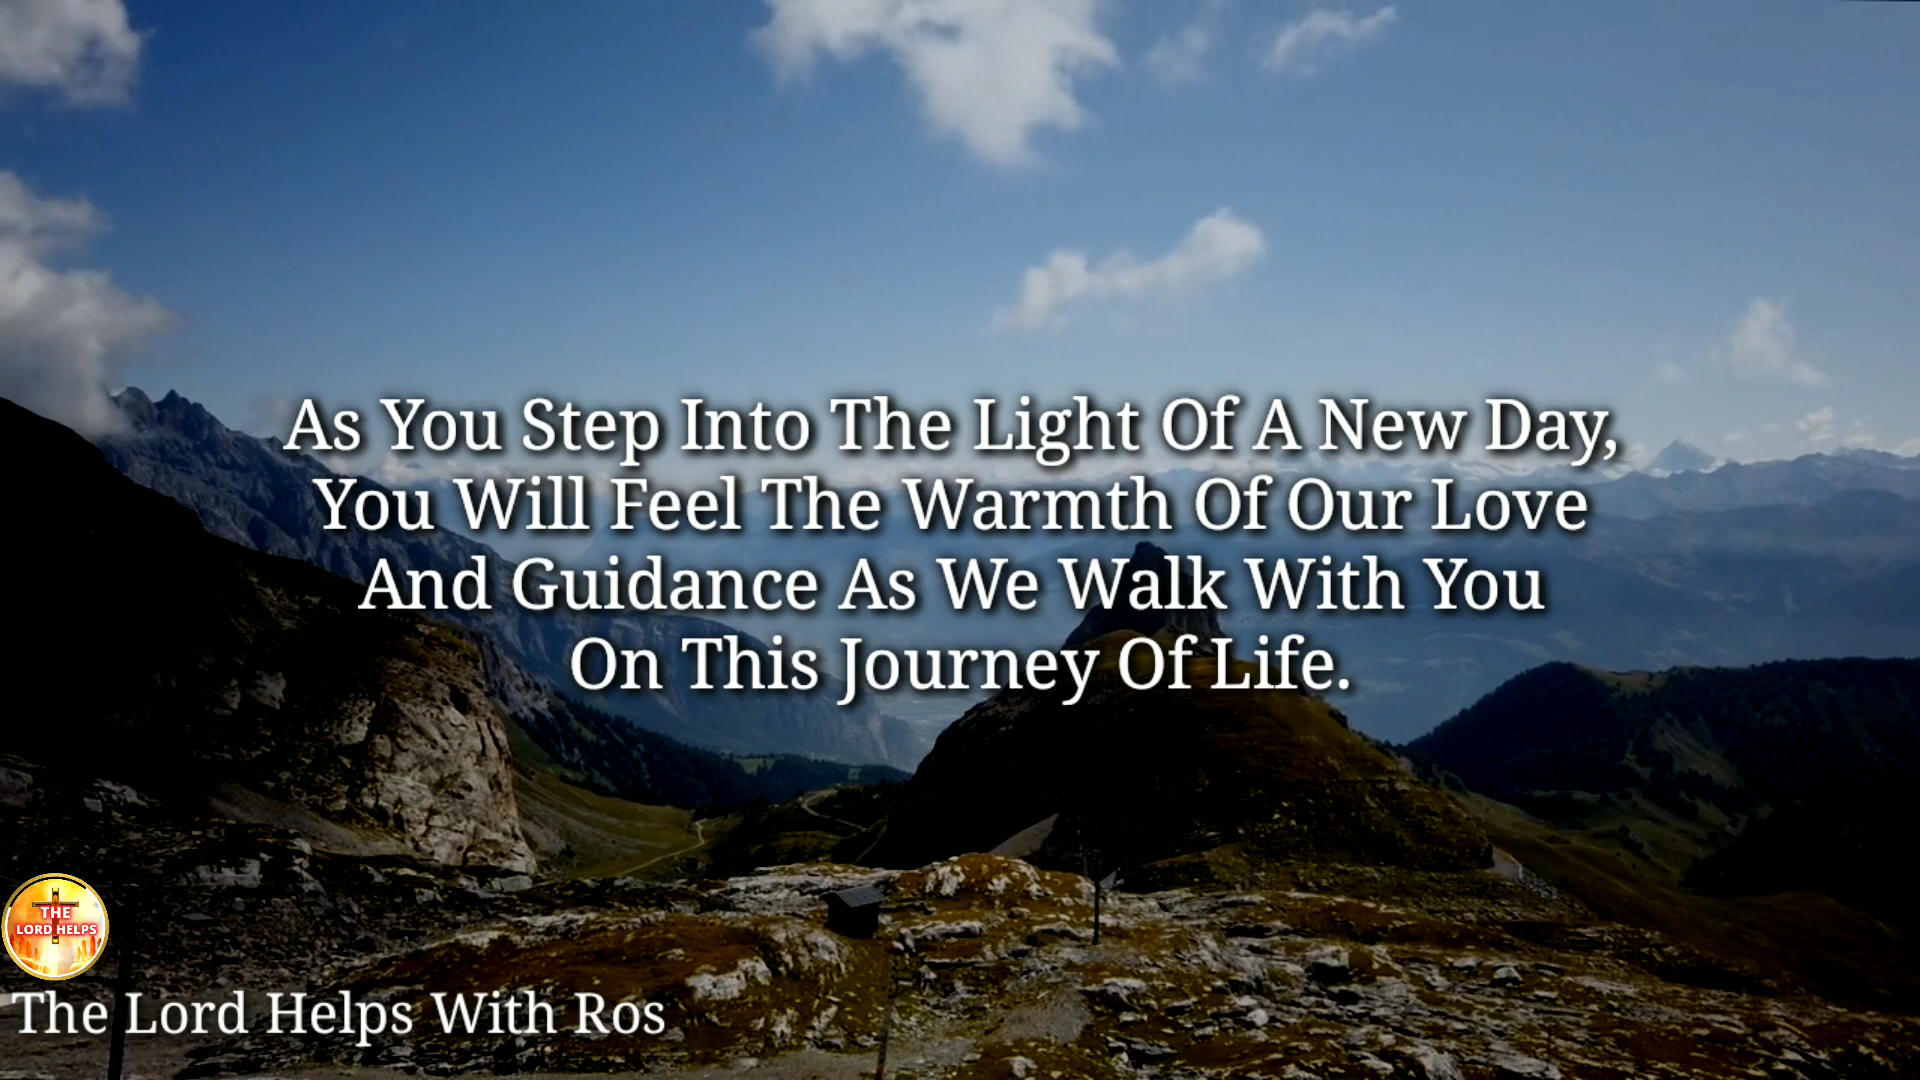 As You Step Into The Light Of A New Day,
You Will Feel The Warmth Of Our Love
And Guidance As We Walk With You
On This Journey Of Life.
THE
LORD HELPS
The Lord Helps With Ros